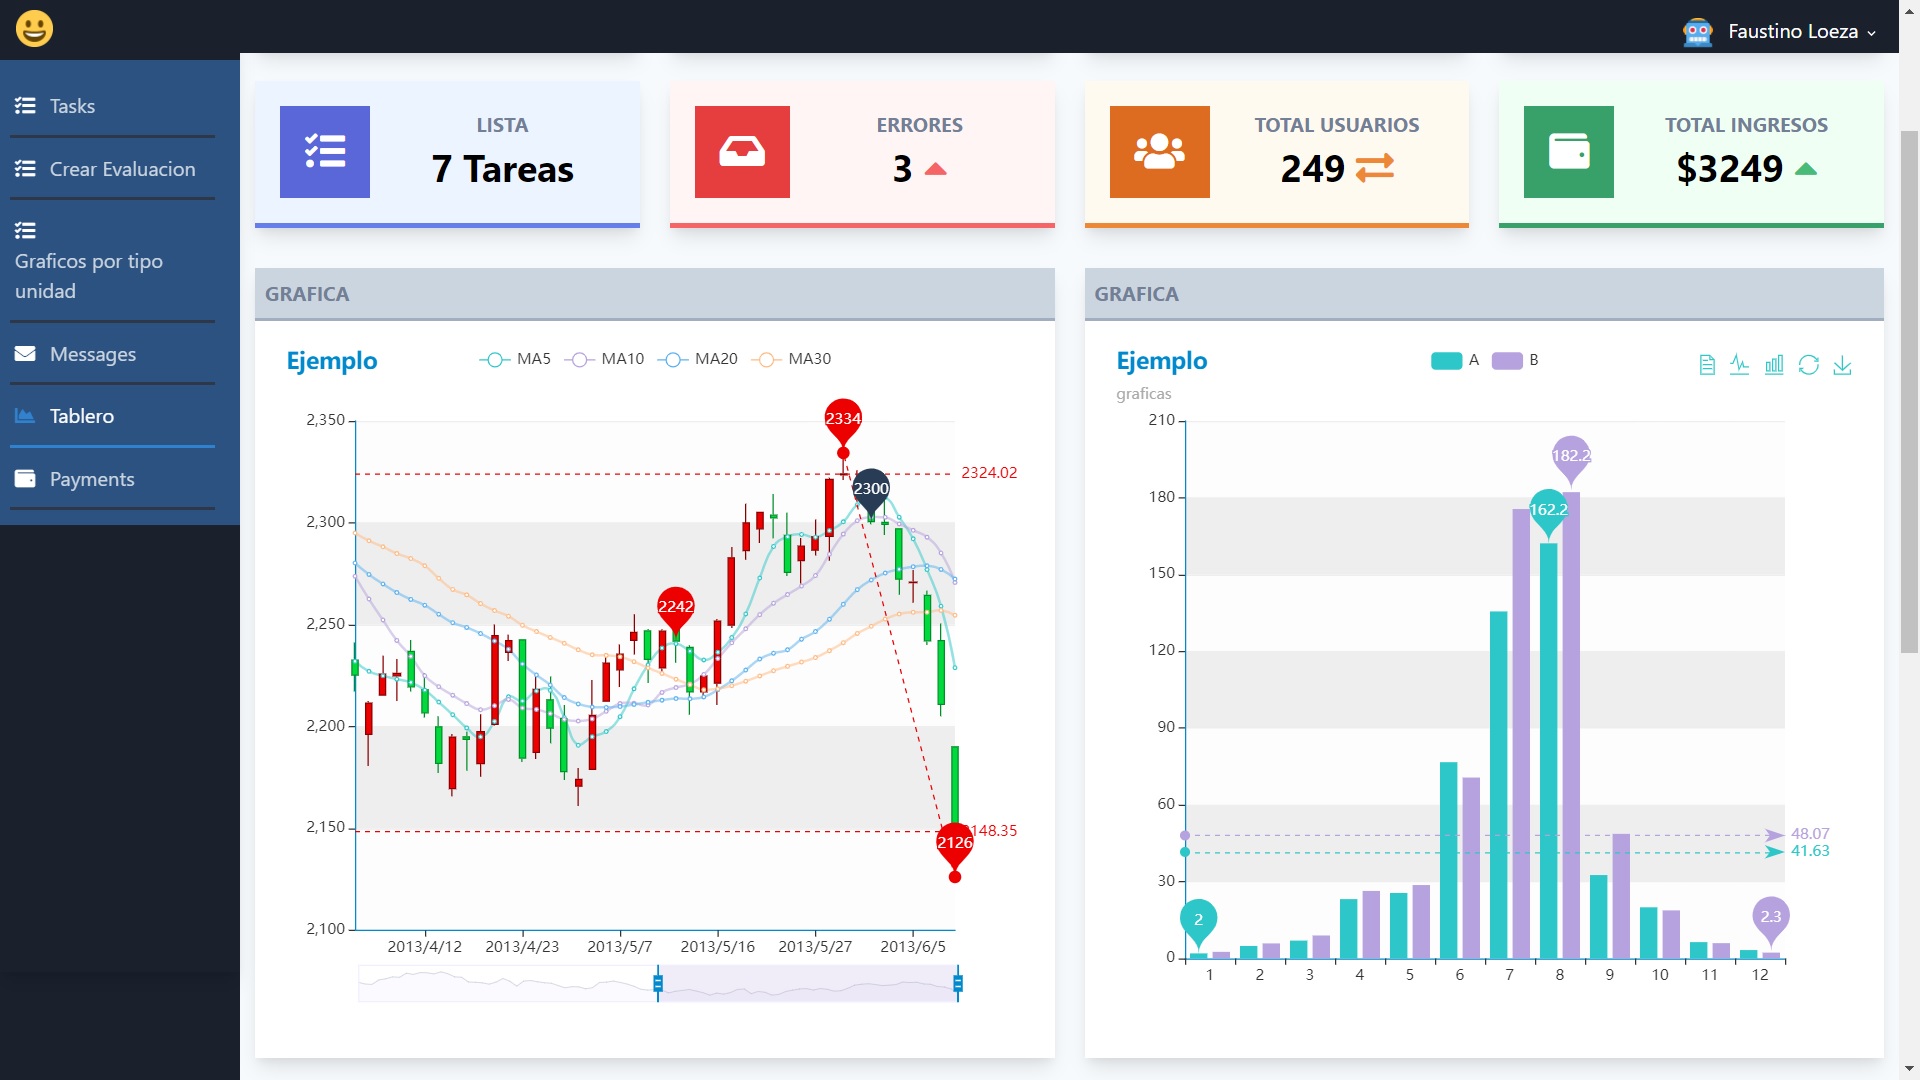 Faustino Loeza
Tasks
Crear Evaluacion
Graficos por tipo
unidad
Messages
Tablero
Payments
LISTA
7 Tareas
ERRORES
3
TOTAL USUARIOS
249
TOTAL INGRESOS
$3249
GRAFICA
Ejemplo
MA5 MA10 MA20 MA30
2,350
2,300
2,250
2,200
2,150
2,100
2334
2324.02
2300
2242
2148.35
2126
2013/4/12 2013/4/23 2013/5/7 2013/5/16 2013/5/27 2013/6/5
GRAFICA
Ejemplo
graficas
A B
210
180
150
120
90
60
30
0
182.2
162.2
48.07
41.63
2
2.3
1 2 3 4 5 6 7 8 9 10 11 12